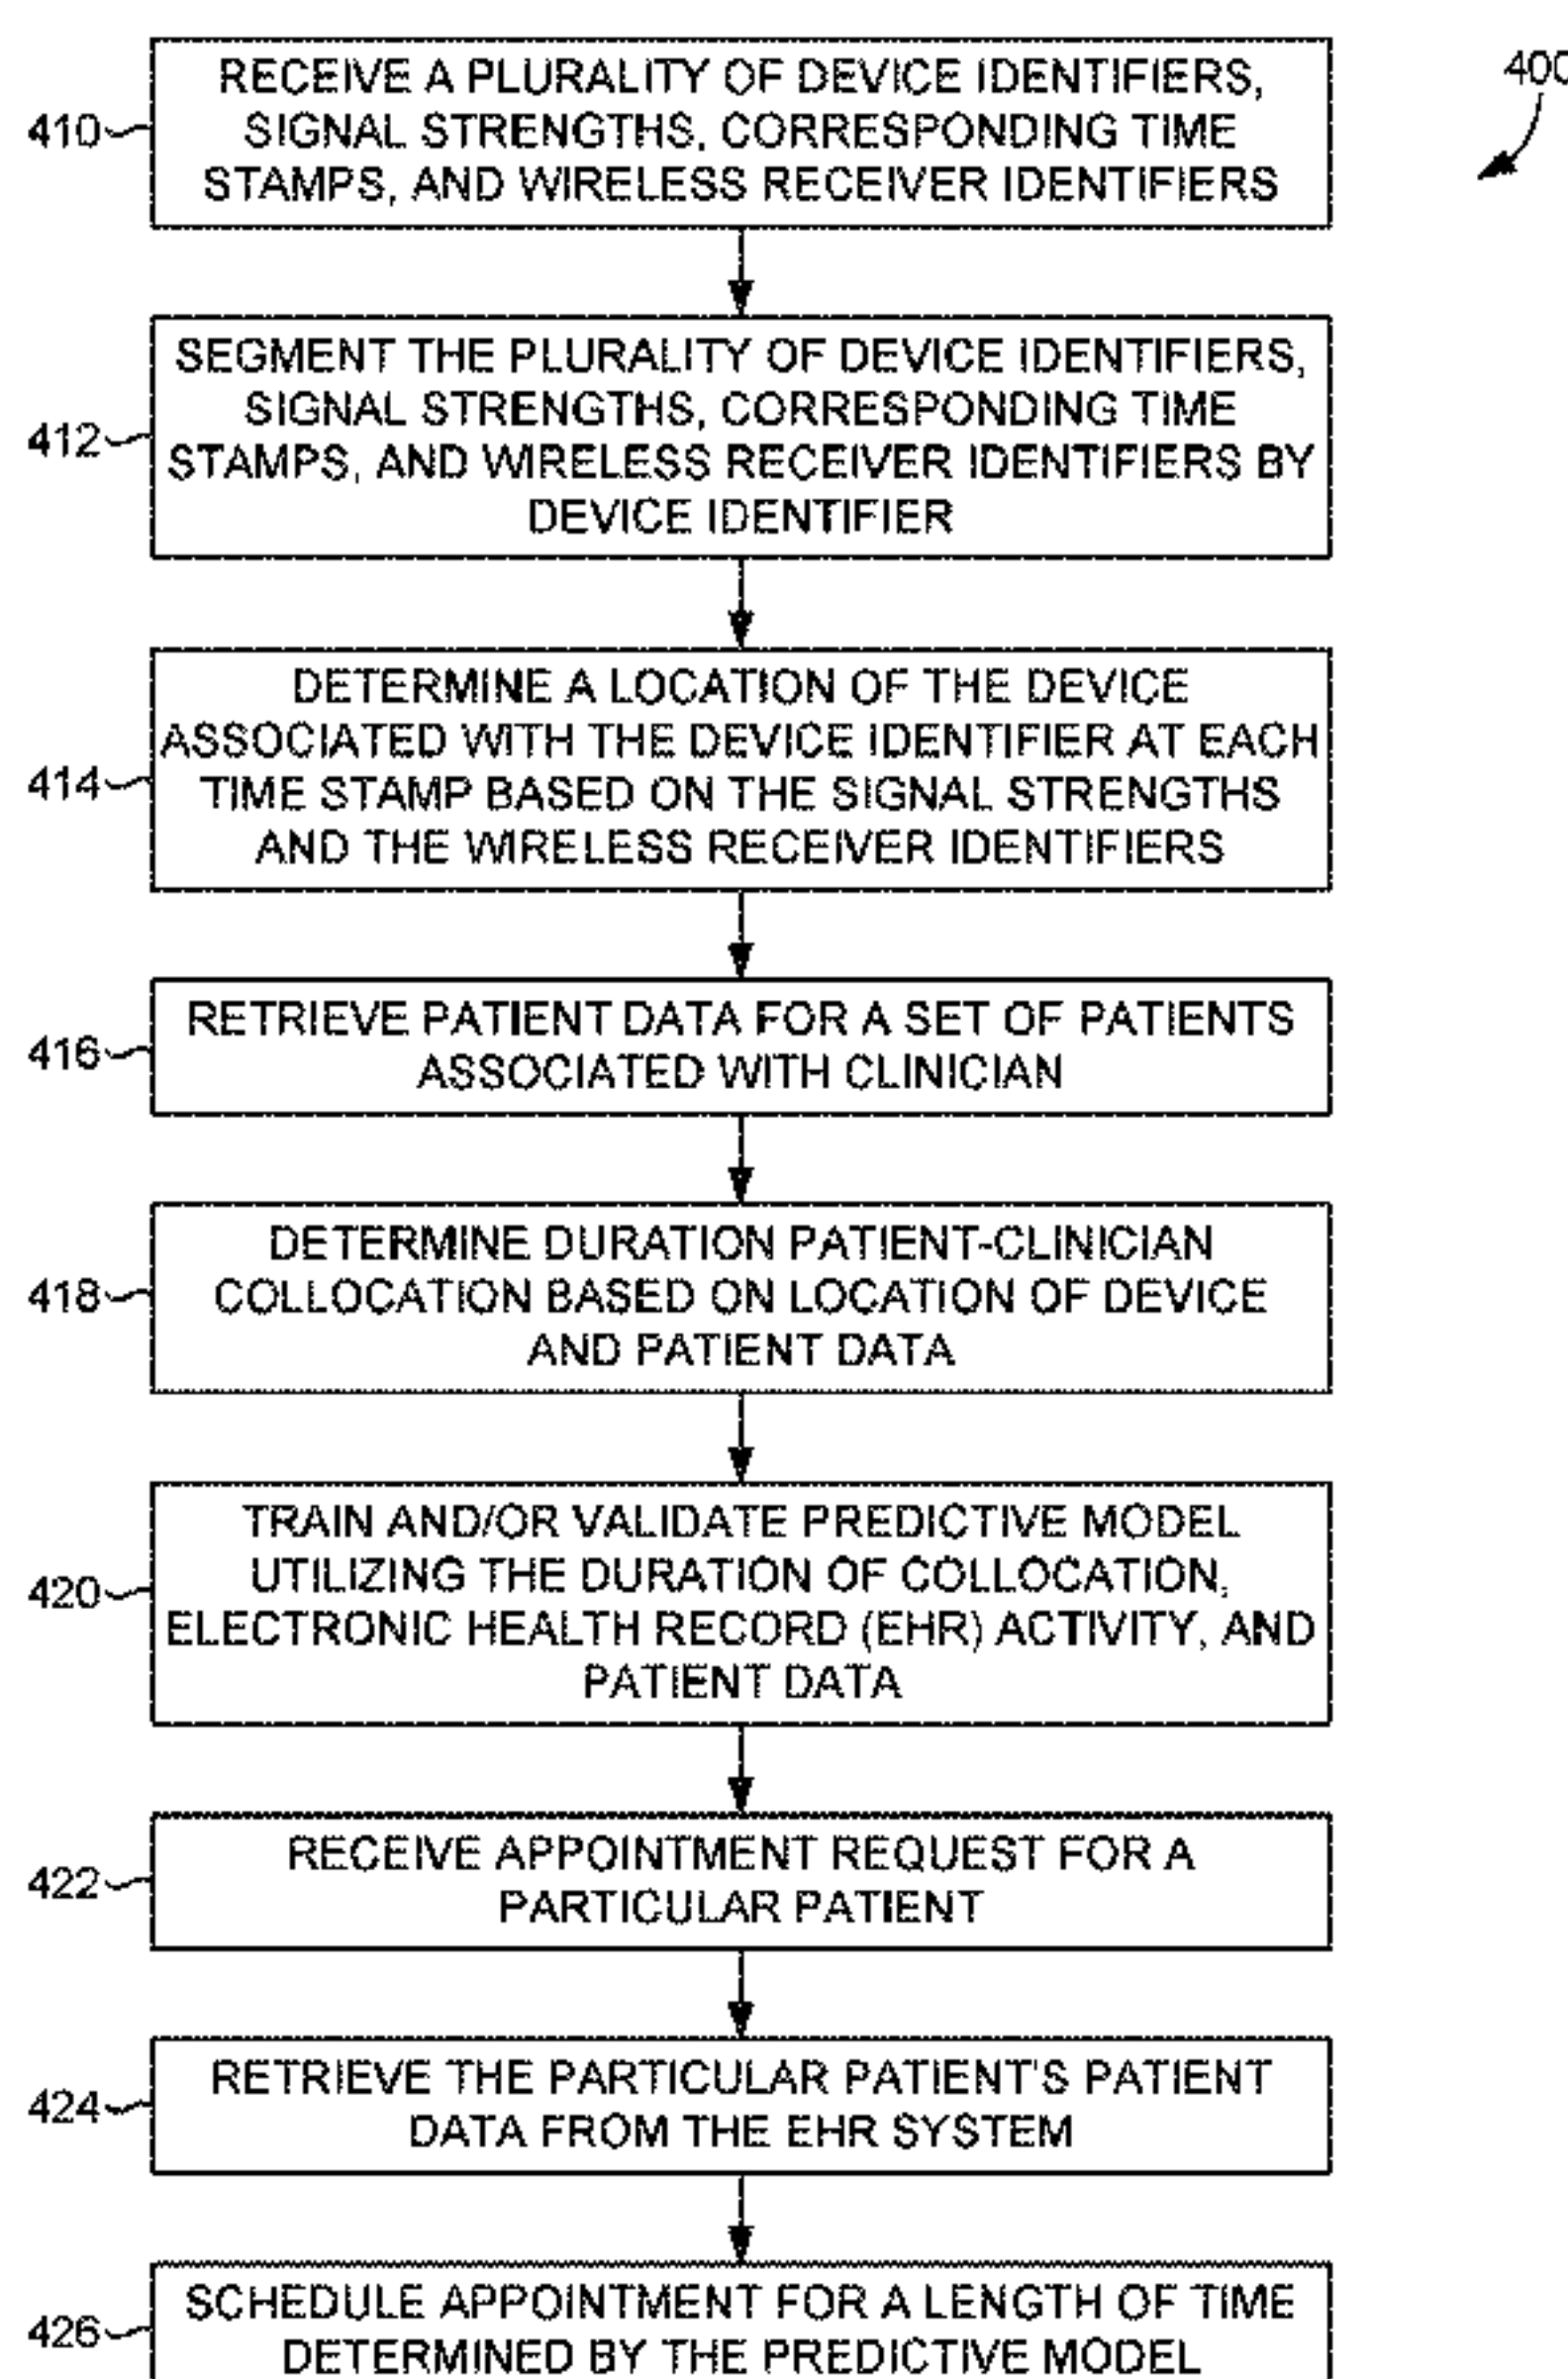 400
410
RECEIVE A PLURALITY OF DEVICE IDENTIFIERS,
SIGNAL STRENGTHS, CORRESPONDING TIME
STAMPS, AND WIRELESS RECEIVER IDENTIFIERS
412
SEGMENT THE PLURALITY OF DEVICE IDENTIFIERS,
SIGNAL STRENGTHS, CORRESPONDING TIME
STAMPS, AND WIRELESS RECEIVER IDENTIFIERS BY
DEVICE IDENTIFIER
414
DETERMINE A LOCATION OF THE DEVICE
ASSOCIATED WITH THE DEVICE IDENTIFIER AT EACH
TIME STAMP BASED ON THE SIGNAL STRENGTHS
AND THE WIRELESS RECEIVER IDENTIFIERS
416
RETRIEVE PATIENT DATA FOR A SET OF PATIENTS
ASSOCIATED WITH CLINICIAN
418
DETERMINE DURATION PATIENT-CLINICIAN
COLLOCATION BASED ON LOCATION OF DEVICE
AND PATIENT DATA
420
TRAIN AND/OR VALIDATE PREDICTIVE MODEL
UTILIZING THE DURATION OF COLLOCATION,
ELECTRONIC HEALTH RECORD (EHR) ACTIVITY, AND
PATIENT DATA
422
RECEIVE APPOINTMENT REQUEST FOR A
PARTICULAR PATIENT
424
RETRIEVE THE PARTICULAR PATIENT'S PATIENT
DATA FROM THE EHR SYSTEM
426
SCHEDULE APPOINTMENT FOR A LENGTH OF TIME
DETERMINED BY THE PREDICTIVE MODEL